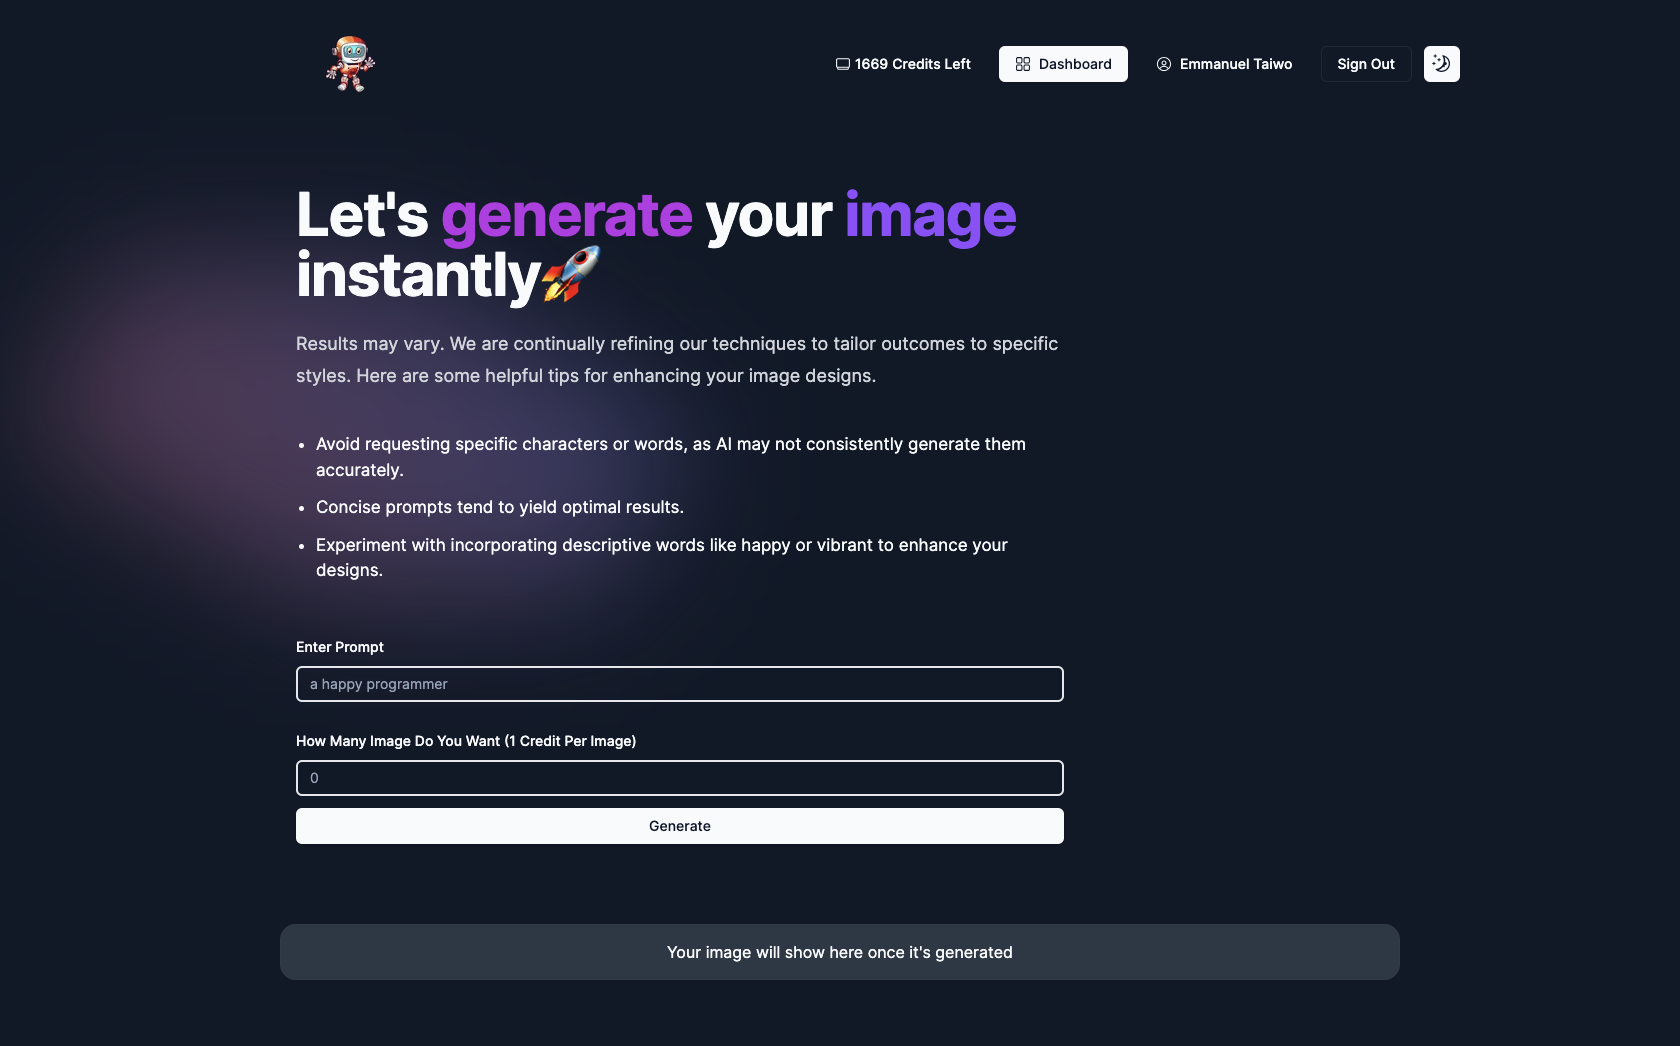 1669 Credits Left
Dashboard
Emmanuel Taiwo
Sign Out
Let's generate your image
instantly🚀
Results may vary. We are continually refining our techniques to tailor outcomes to specific
styles. Here are some helpful tips for enhancing your image designs.
Avoid requesting specific characters or words, as AI may not consistently generate them
accurately.
Concise prompts tend to yield optimal results.
Experiment with incorporating descriptive words like happy or vibrant to enhance your
designs.
Enter Prompt
a happy programmer
How Many Image Do You Want (1 Credit Per Image)
0
Generate
Your image will show here once it's generated